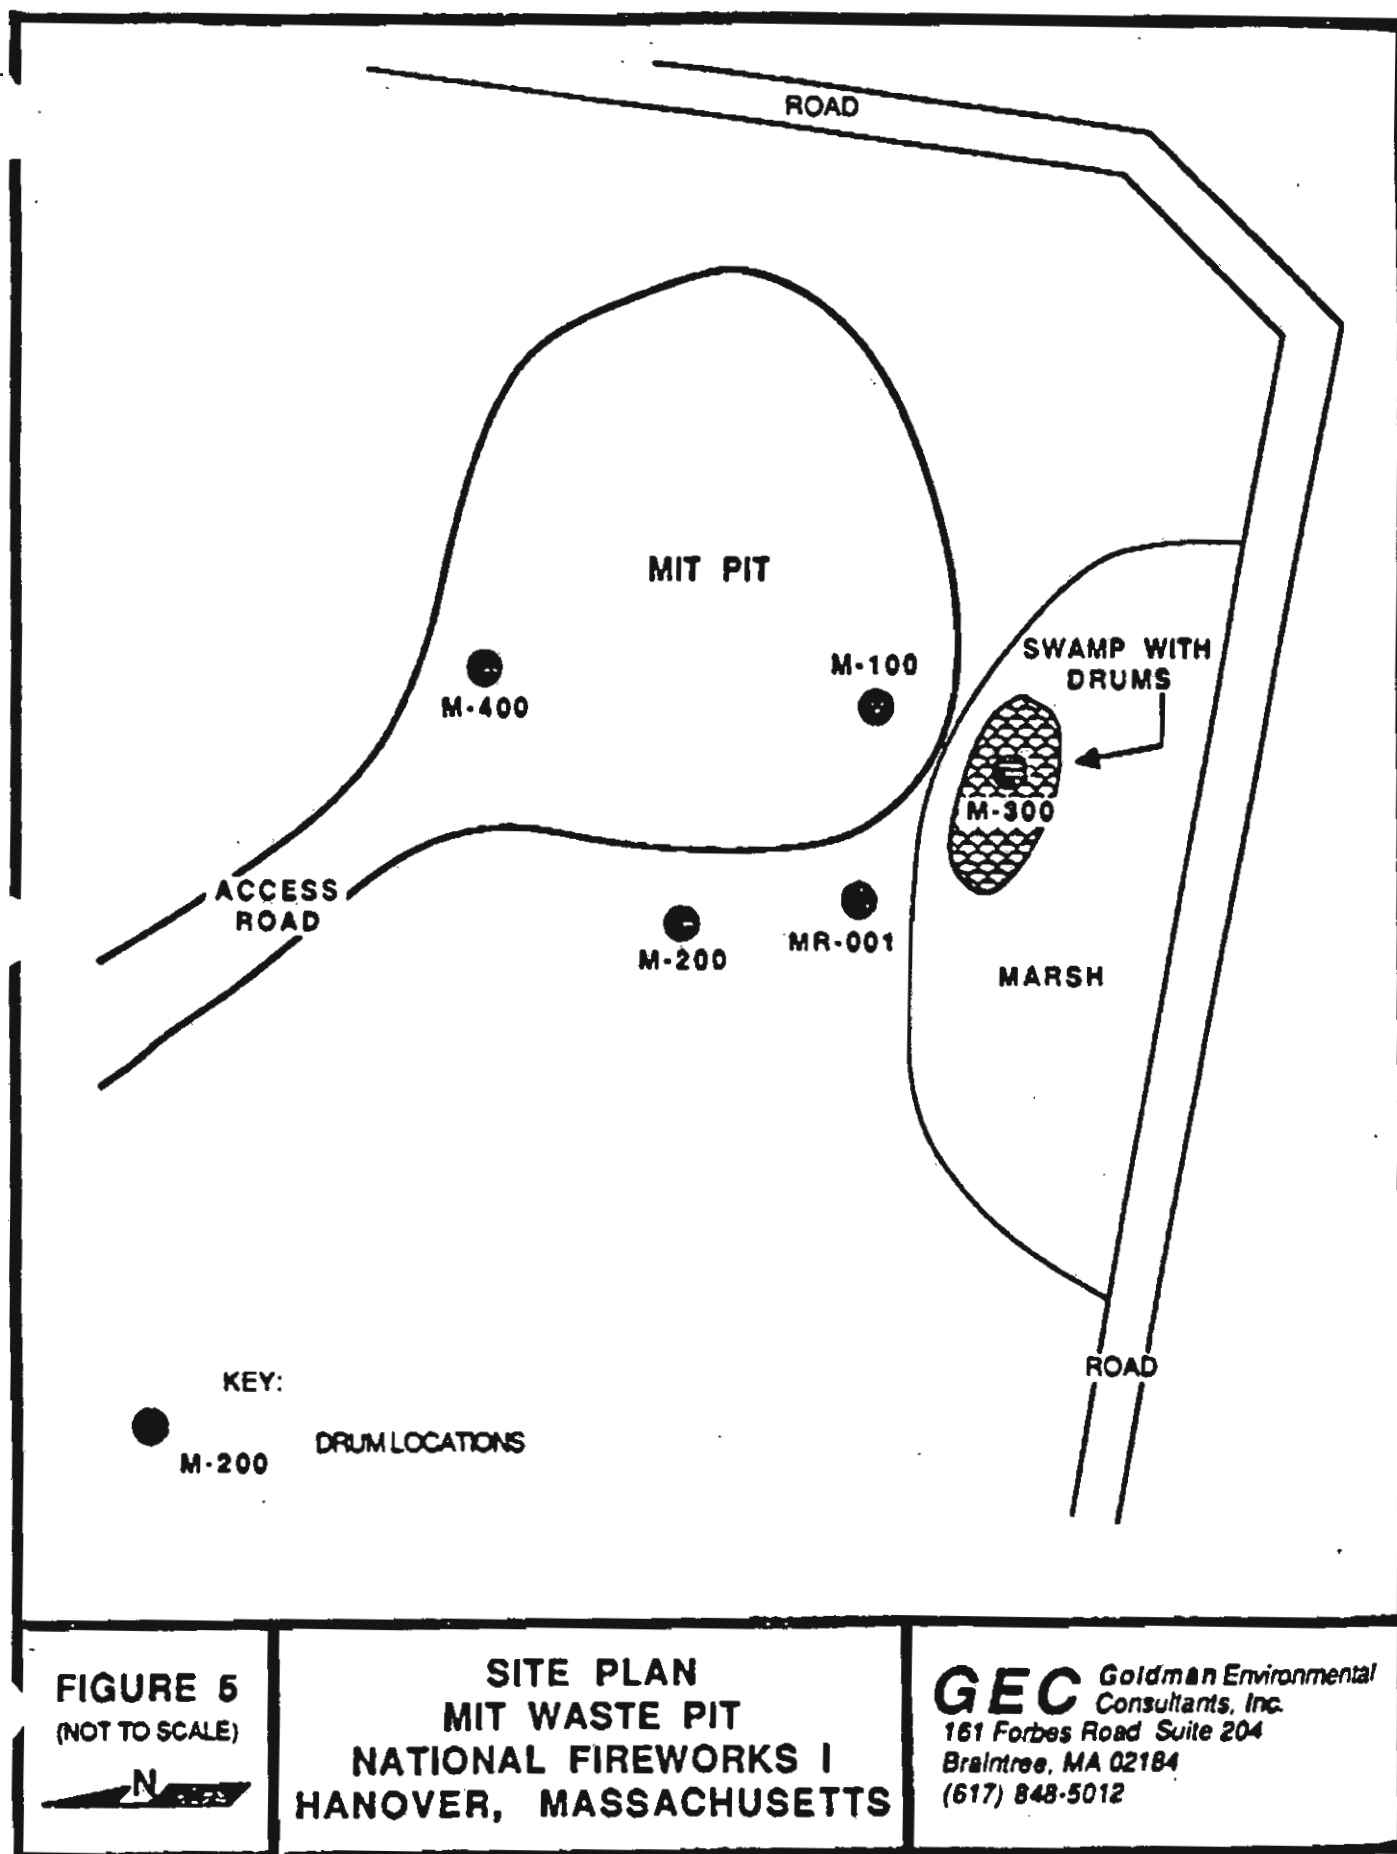 ROAD
MIT PIT
SWAMP WITH
DRUMS
M-100
M-400
M-300
ACCESS
ROAD
MR-001
M-200
MARSH
ROAD
KEY:
M-200
DRUM LOCATIONS
FIGURE 5
(NOT TO SCALE)
N
SITE PLAN
MIT WASTE PIT
NATIONAL FIREWORKS I
HANOVER, MASSACHUSETTS
GEC Goldman Environmental
Consultants, Inc.
161 Forbes Road Suite 204
Braintree, MA 02184
(617) 848-5012